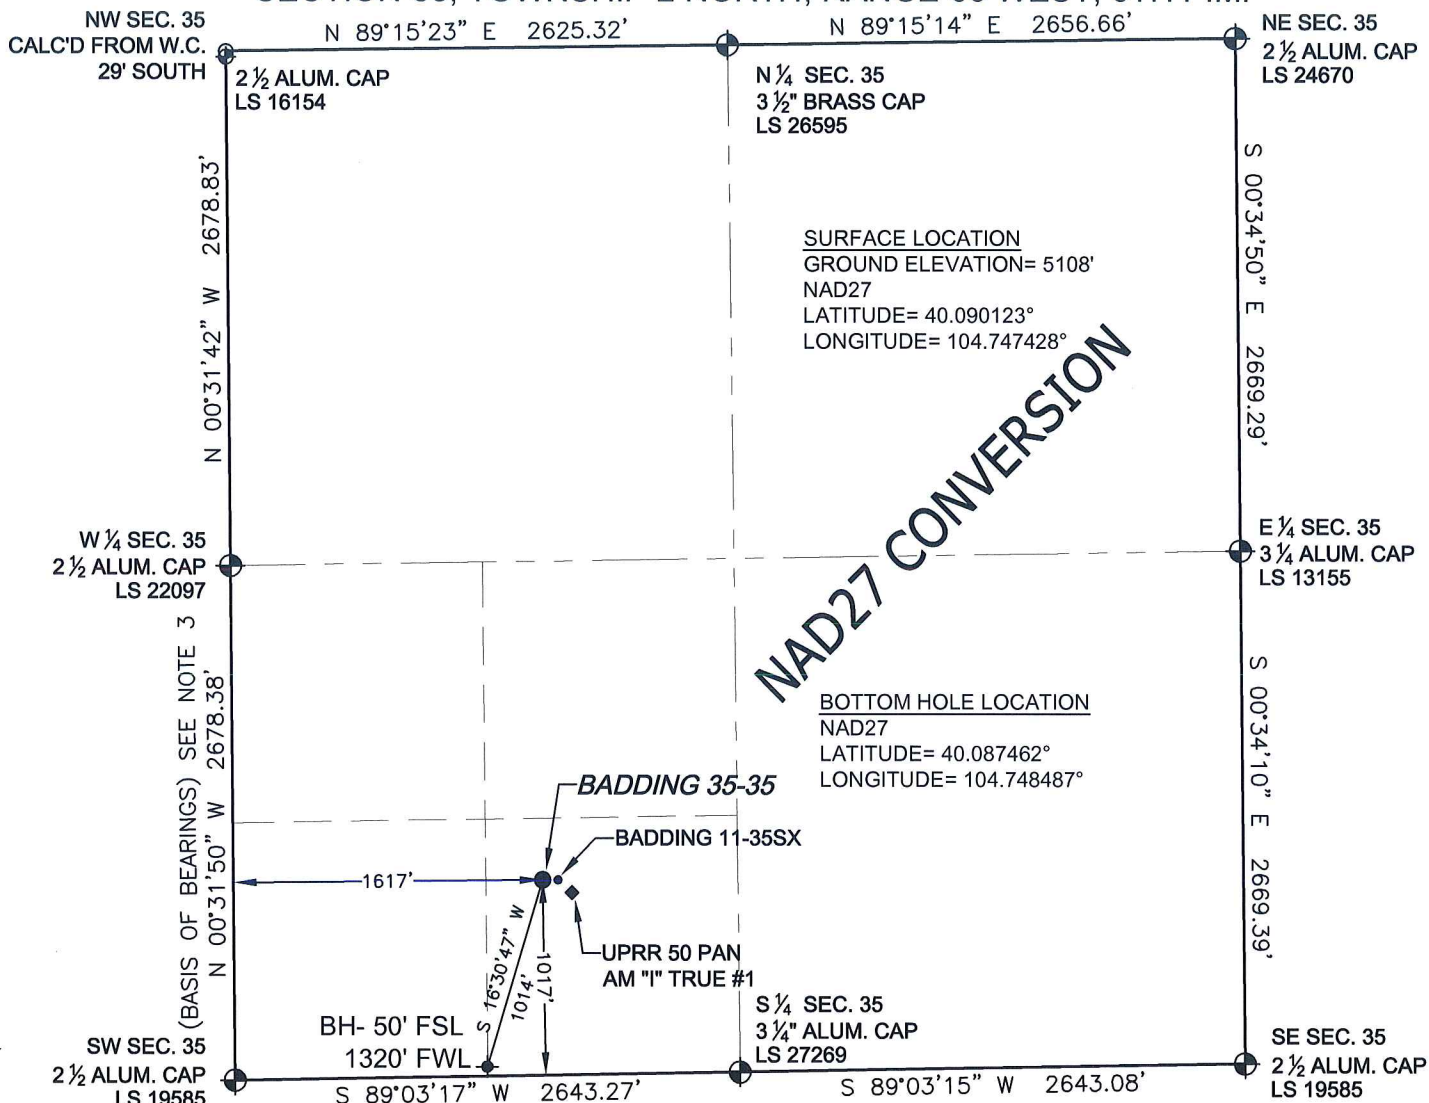 NW SEC. 35
CALC'D FROM W.C.
29' SOUTH
N 89°15'23" E 2625.32'
N 89°15'14" E 2656.66'
NE SEC. 35
2 ½ ALUM. CAP
LS 24670
2 ½ ALUM. CAP
LS 16154
N ¼ SEC. 35
3 ½" BRASS CAP
LS 26595
N 00°31'42" W 2678.83'
S 00°34'50" E 2669.29'
SURFACE LOCATION
GROUND ELEVATION= 5108'
NAD27
LATITUDE= 40.090123°
LONGITUDE= 104.747428°
NAD27 CONVERSION
W ¼ SEC. 35
2 ½ ALUM. CAP
LS 22097
E ¼ SEC. 35
3 ¼ ALUM. CAP
LS 13155
(BASIS OF BEARINGS) SEE NOTE 3
N 00°31'50" W 2678.38'
S 00°34'10" E 2669.39'
BOTTOM HOLE LOCATION
NAD27
LATITUDE= 40.087462°
LONGITUDE= 104.748487°
BADDING 35-35
BADDING 11-35SX
1617'
UPRR 50 PAN
AM "I" TRUE #1
S 16°30'47" W
1014'
1017'
BH- 50' FSL
1320' FWL
S ¼ SEC. 35
3 ¼" ALUM. CAP
LS 27269
SW SEC. 35
2 ½ ALUM. CAP
LS 19585
S 89°03'17" W 2643.27'
S 89°03'15" W 2643.08'
SE SEC. 35
2 ½ ALUM. CAP
LS 19585